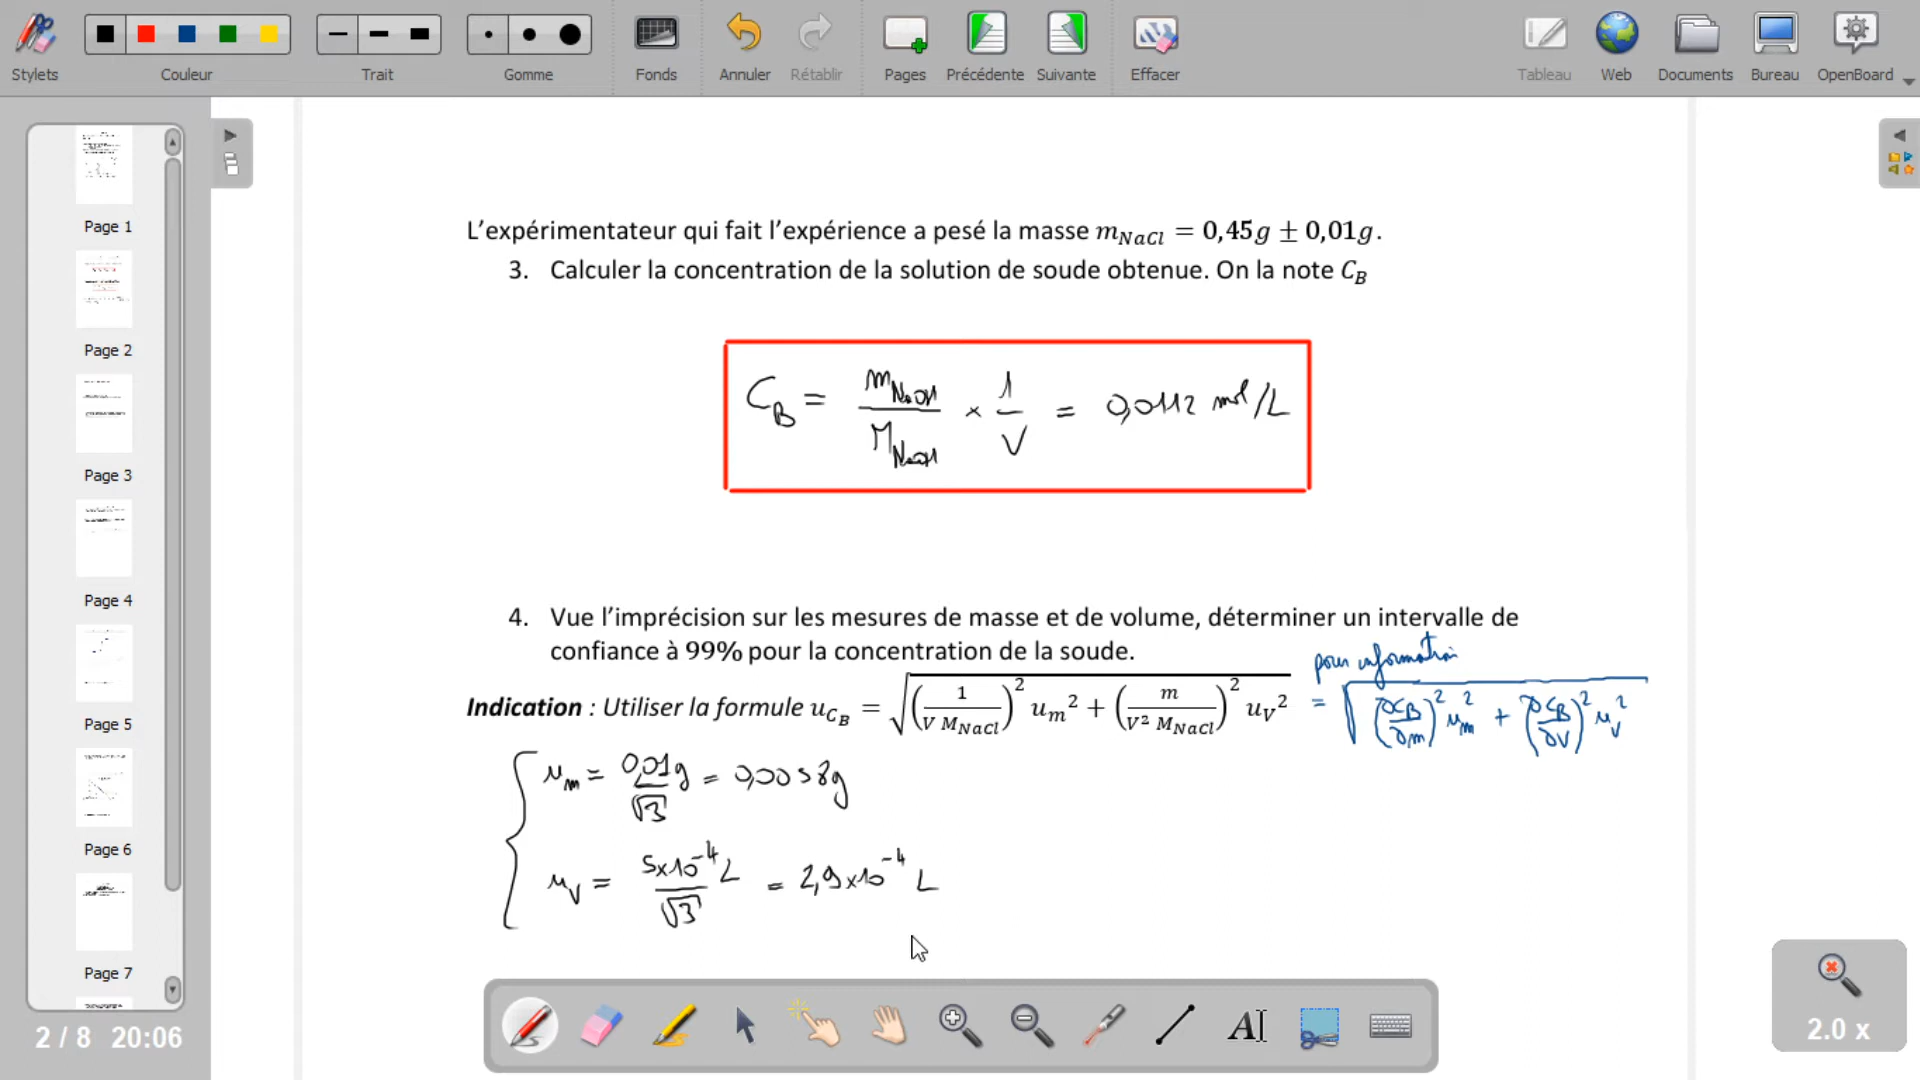 Stylets
Couleur
Trait
Gomme
Fonds
Annuler
Rétablir
Pages
Précédente
Suivante
Effacer
Tableau
Web
Documents
Bureau
OpenBoard
Page 1
Page 2
Page 3
Page 4
Page 5
Page 6
Page 7
2 / 8 20:06
L'expérimentateur qui fait l'expérience a pesé la masse m_NaCl = 0,45g ± 0,01g.
3. Calculer la concentration de la solution de soude obtenue. On la note C_B
C_B = m_NaOH / M_NaOH × 1/V = 0,0112 mol/L
4. Vue l'imprécision sur les mesures de masse et de volume, déterminer un intervalle de
confiance à 99% pour la concentration de la soude.
pour information
Indication : Utiliser la formule u_{C_B} = √((1/(V M_NaCl))² u_m² + (m/(V² M_NaCl))² u_V²) = √((∂C_B/∂m)² u_m² + (∂C_B/∂V)² u_V²)
u_m = 0,01g/√3 = 0,0058g
u_V = 5×10⁻⁴ L/√3 = 2,9×10⁻⁴ L
2.0 x